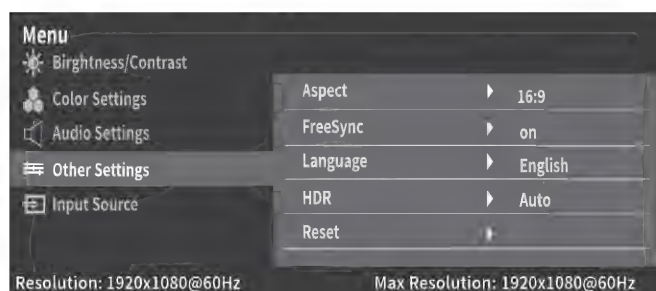 Menu
Birghtness/Contrast
Color Settings
Audio Settings
Other Settings
Input Source
Aspect 16:9
FreeSync on
Language English
HDR Auto
Reset
Resolution: 1920x1080@60Hz Max Resolution: 1920x1080@60Hz